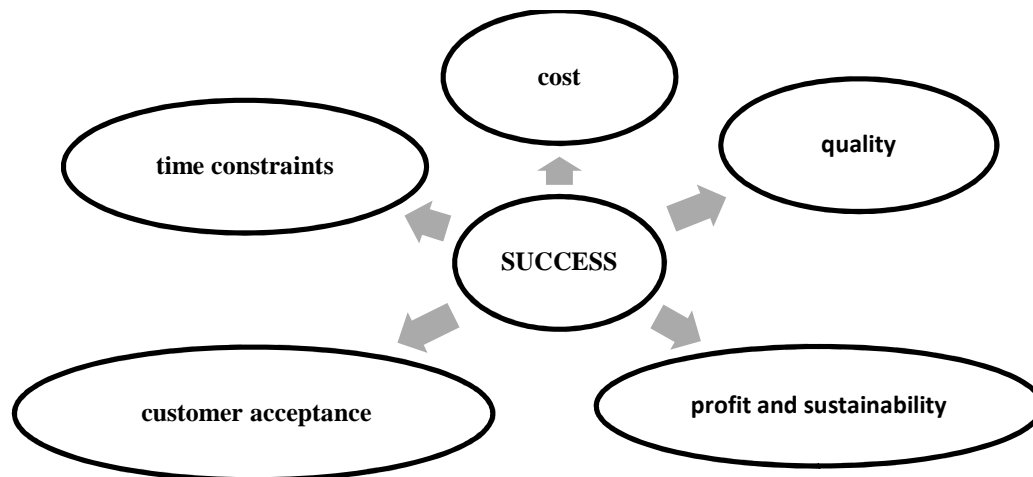 cost
quality
time constraints
SUCCESS
customer acceptance
profit and sustainability